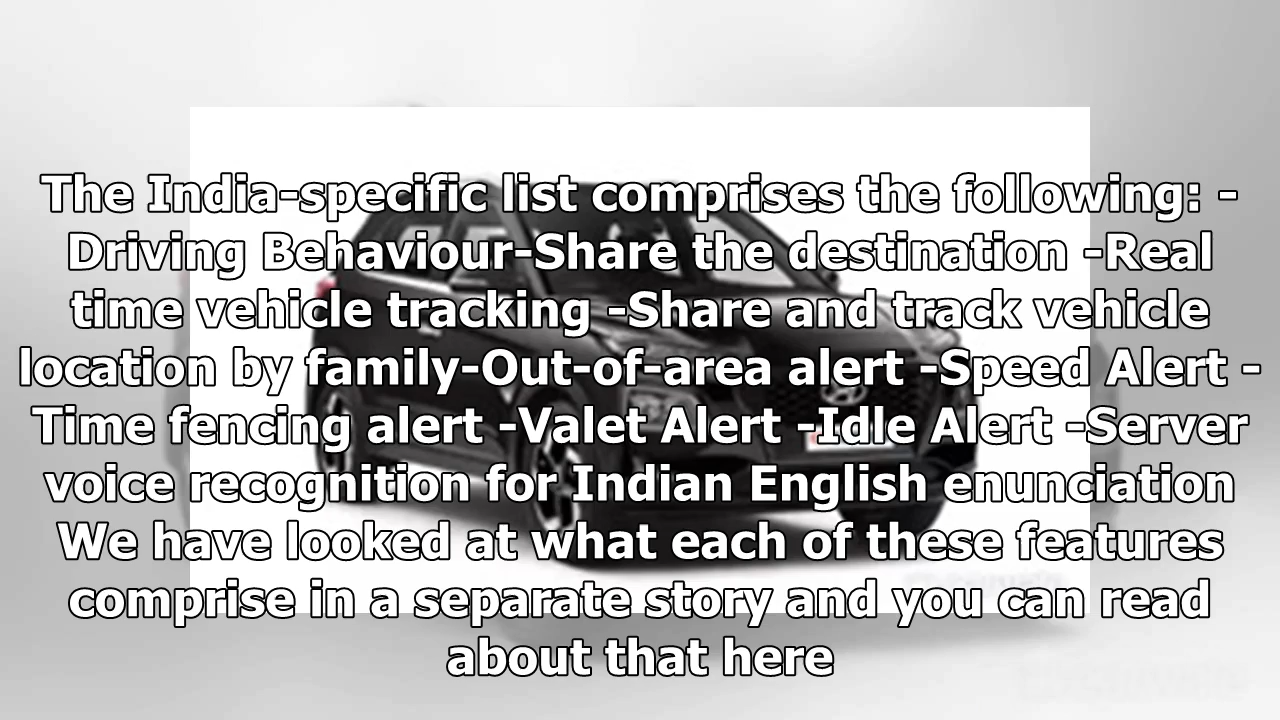 The India-specific list comprises the following: -
Driving Behaviour-Share the destination -Real
time vehicle tracking -Share and track vehicle
location by family-Out-of-area alert -Speed Alert -
Time fencing alert -Valet Alert -Idle Alert -Server
voice recognition for Indian English enunciation
We have looked at what each of these features
comprise in a separate story and you can read
about that here